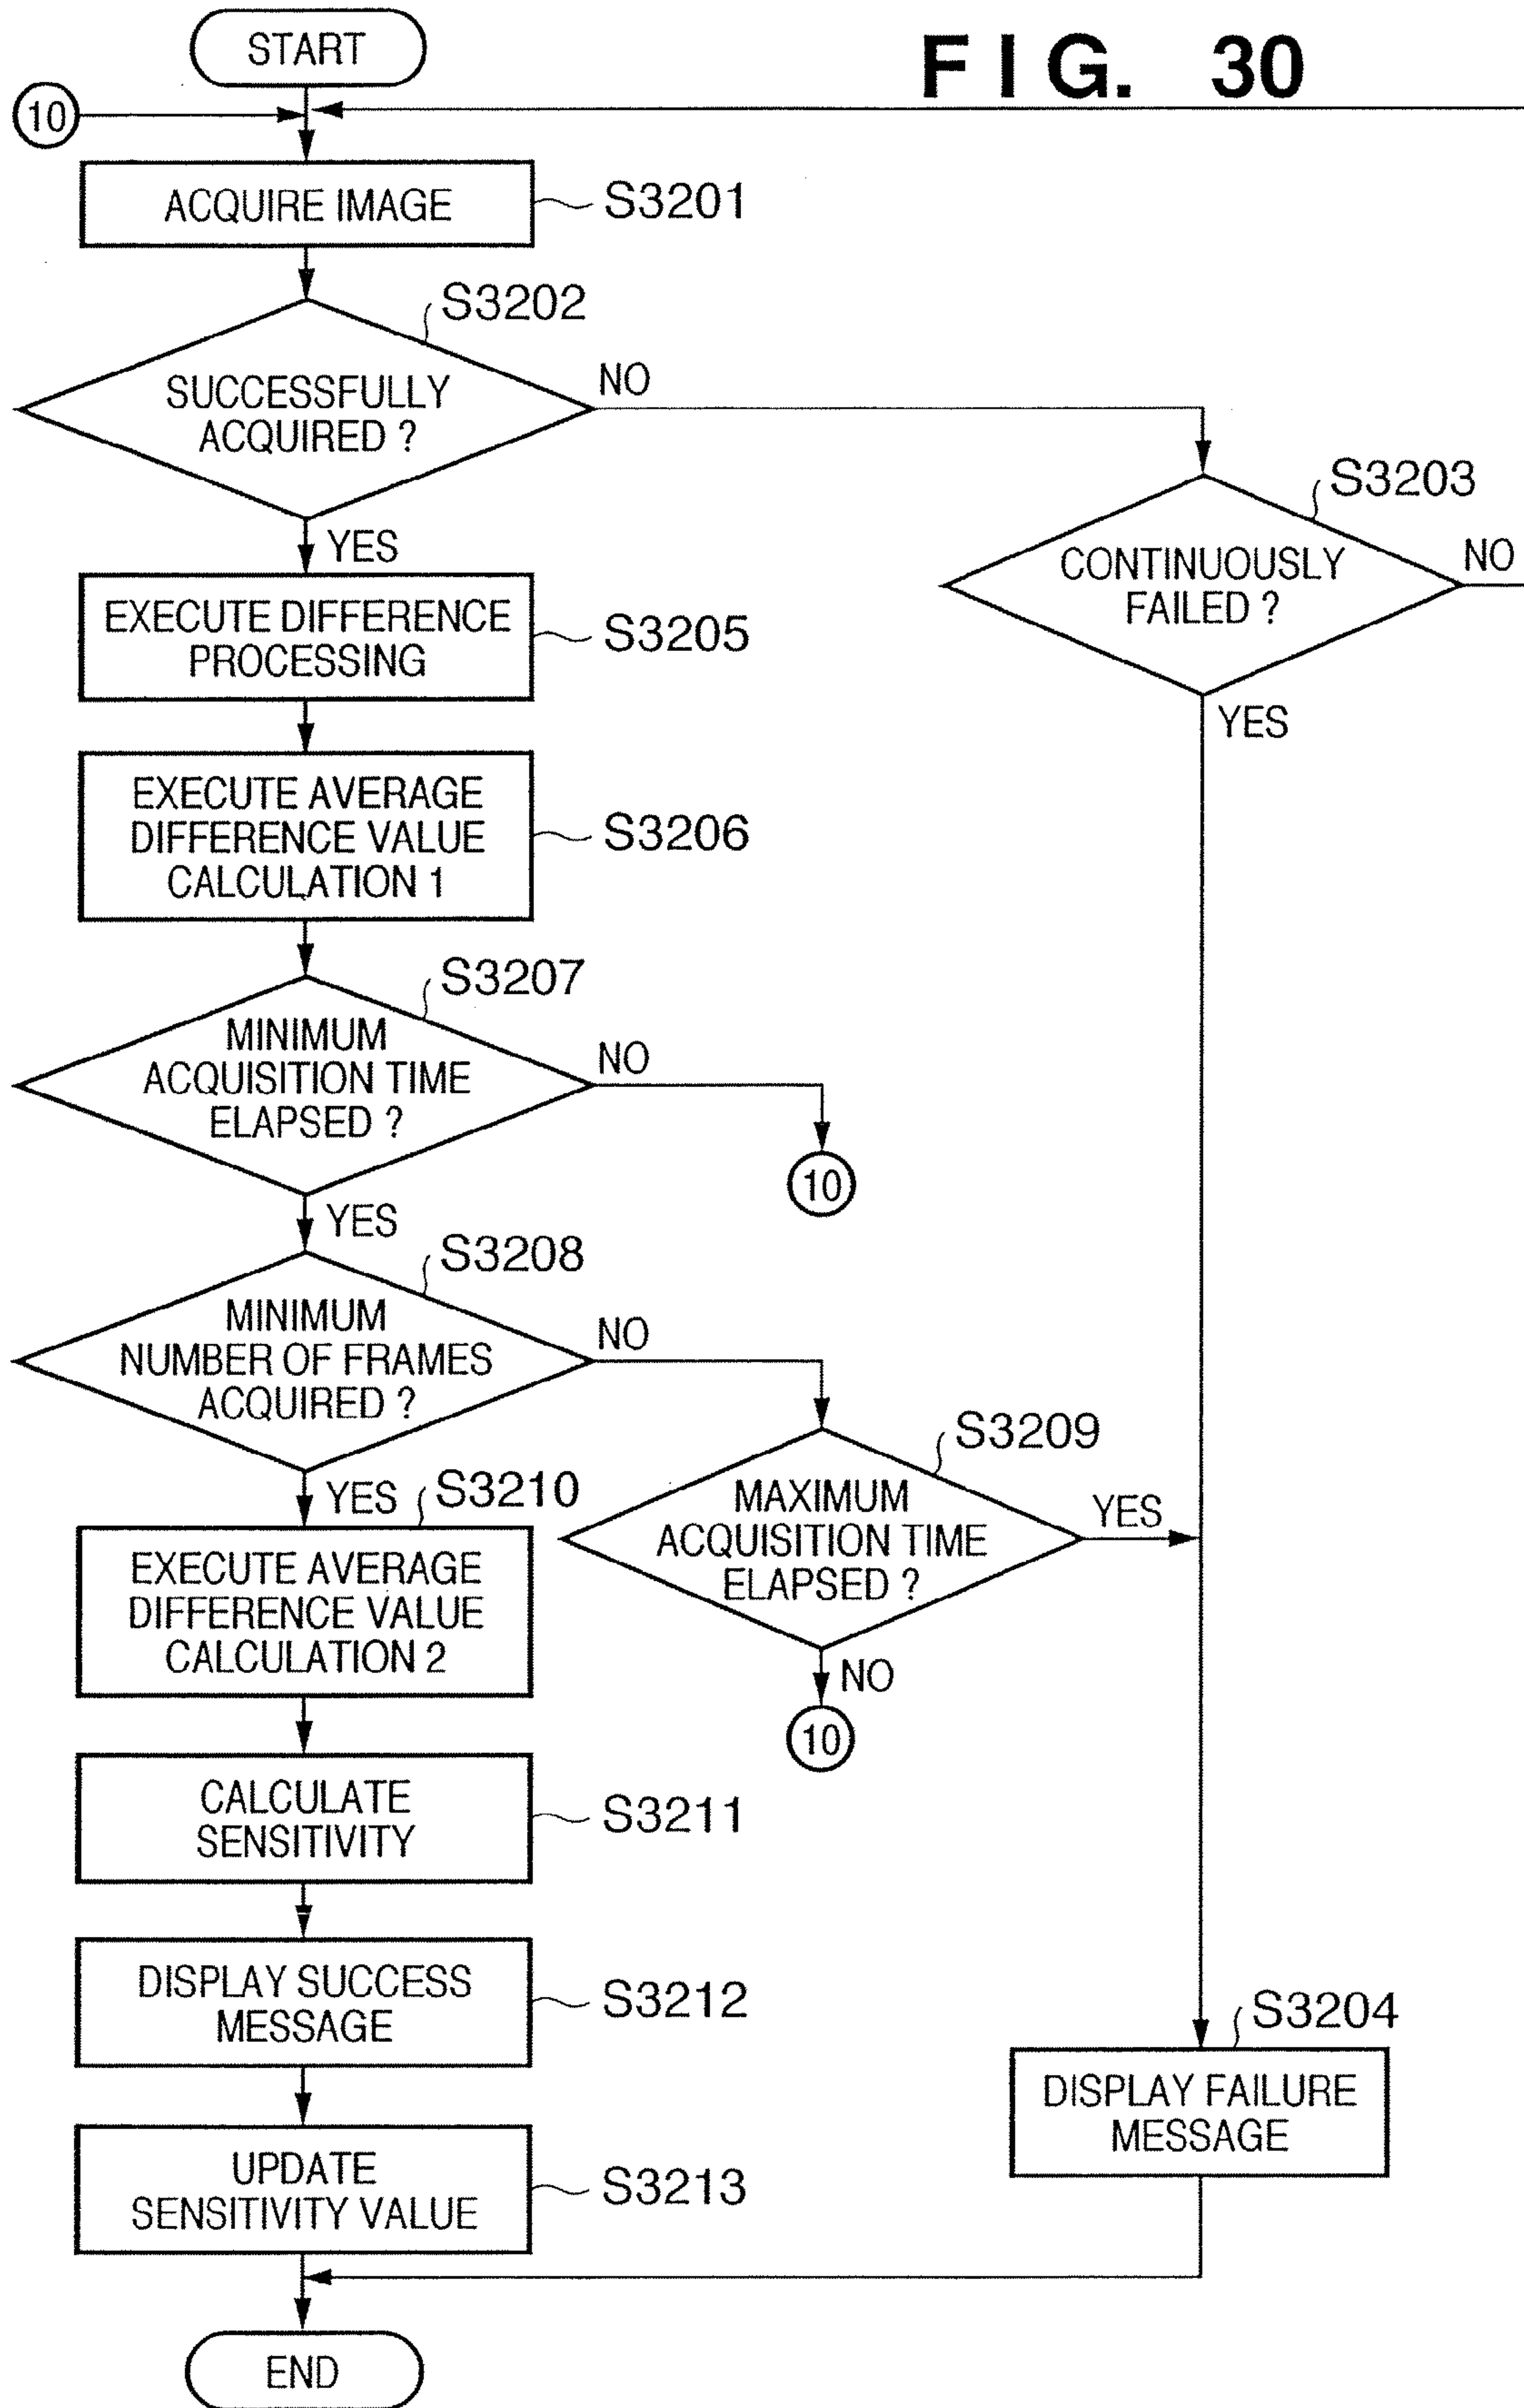 FIG. 30
START
10
ACQUIRE IMAGE
S3201
S3202
SUCCESSFULLY
ACQUIRED ?
NO
YES
S3203
CONTINUOUSLY
FAILED ?
NO
YES
EXECUTE DIFFERENCE
PROCESSING
S3205
EXECUTE AVERAGE
DIFFERENCE VALUE
CALCULATION 1
S3206
S3207
MINIMUM
ACQUISITION TIME
ELAPSED ?
NO
10
YES
S3208
MINIMUM
NUMBER OF FRAMES
ACQUIRED ?
NO
YES
S3209
MAXIMUM
ACQUISITION TIME
ELAPSED ?
YES
NO
10
S3210
EXECUTE AVERAGE
DIFFERENCE VALUE
CALCULATION 2
CALCULATE
SENSITIVITY
S3211
DISPLAY SUCCESS
MESSAGE
S3212
S3204
DISPLAY FAILURE
MESSAGE
UPDATE
SENSITIVITY VALUE
S3213
END